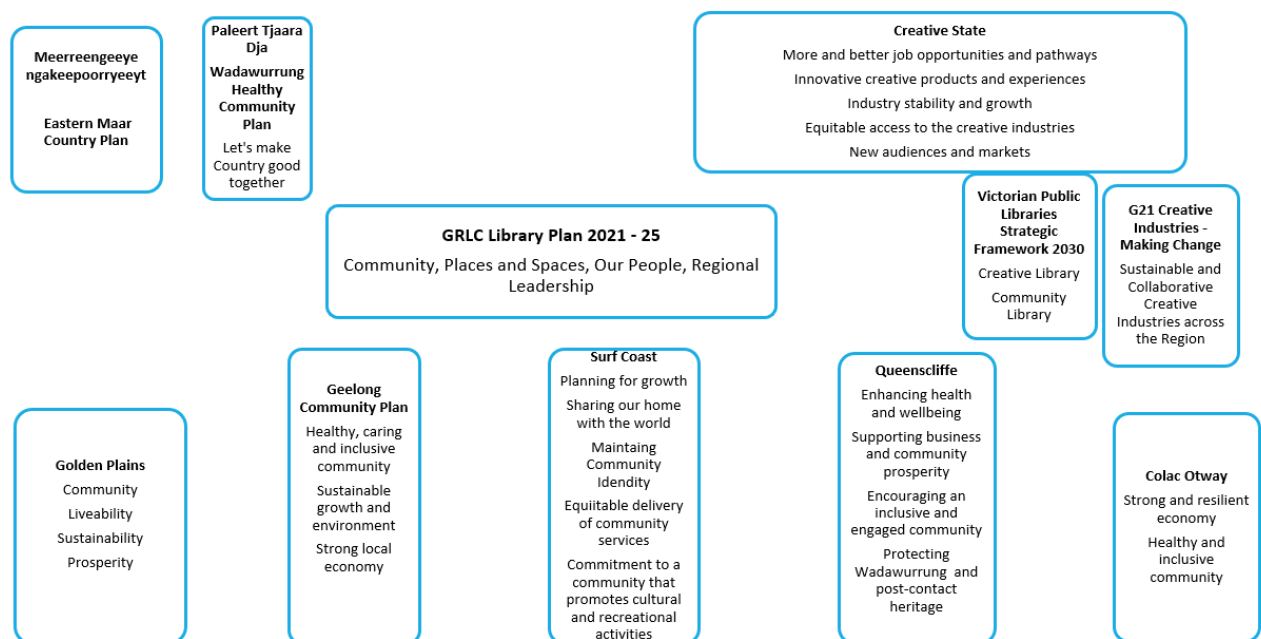 Meerreengeeye
ngakeepoorryeeyt
Eastern Maar
Country Plan
Paleert Tjaara
Dja
Wadawurrung
Healthy
Community
Plan
Let's make
Country good
together
Creative State
More and better job opportunities and pathways
Innovative creative products and experiences
Industry stability and growth
Equitable access to the creative industries
New audiences and markets
GRLC Library Plan 2021 - 25
Community, Places and Spaces, Our People, Regional
Leadership
Victorian Public
Libraries
Strategic
Framework 2030
Creative Library
Community
Library
G21 Creative
Industries -
Making Change
Sustainable and
Collaborative
Creative
Industries across
the Region
Golden Plains
Community
Liveability
Sustainability
Prosperity
Geelong
Community Plan
Healthy, caring
and inclusive
community
Sustainable
growth and
environment
Strong local
economy
Surf Coast
Planning for growth
Sharing our home
with the world
Maintaing
Community
Idendity
Equiitable delivery
of community
services
Commitment to a
community that
promotes cultural
and recreational
activities
Queenscliffe
Enhancing health
and wellbeing
Supporting business
and community
prosperity
Encouraging an
inclusive and
engaged community
Protecting
Wadawurrung and
post-contact
heritage
Colac Otway
Strong and resilient
economy
Healthy and
inclusive
community